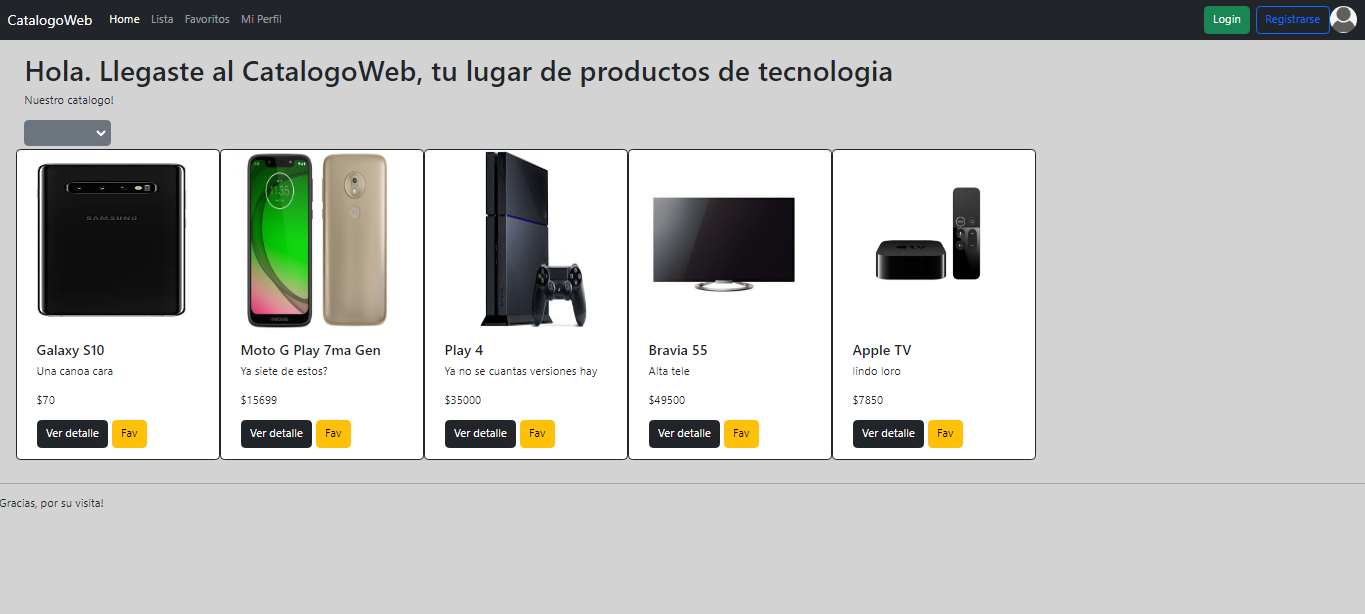 CatalogoWeb Home Lista Favoritos Mi Perfil Login Registrarse
Hola. Llegaste al CatalogoWeb, tu lugar de productos de tecnologia
Nuestro catalogo!
SAMSUNG
11:35
Galaxy S10
Una canoa cara
$70
Ver detalle Fav
Moto G Play 7ma Gen
Ya siete de estos?
$15699
Ver detalle Fav
Play 4
Ya no se cuantas versiones hay
$35000
Ver detalle Fav
Bravia 55
Alta tele
$49500
Ver detalle Fav
Apple TV
lindo loro
$7850
Ver detalle Fav
Gracias, por su visita!